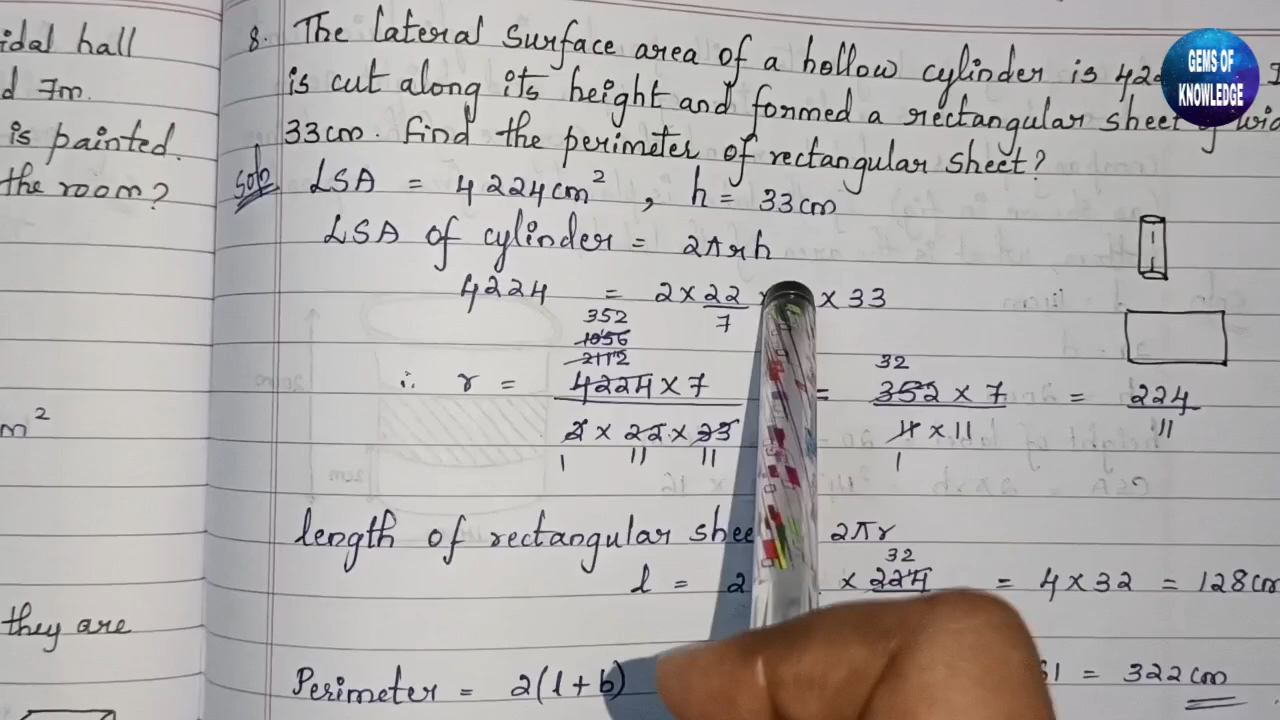 idal hall
d 7m.
is painted.
the room?
m²
they are
8. The lateral surface area of a hollow cylinder is
is cut along its height and formed a rectangular sheet
33cm. Find the perimeter of rectangular sheet?
Soln LSA = 4224cm², h = 33cm
LSA of cylinder = 2πrh
4224 = 2 × 22/7 × 33
352
1056
2112
∴ r = 4224 × 7 / 2 × 22 × 33 = 352 × 7 / 11 × 11 = 224 / 11
32
1 11 11
1
length of rectangular 2πr
32
l = 2 × 224 = 4 × 32 = 128cm
Perimeter = 2(l+b) = 322cm
GEMS OF
KNOWLEDGE